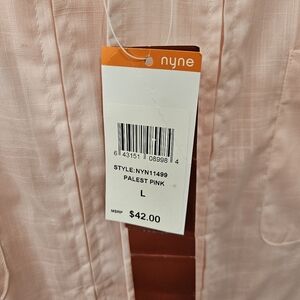 nyne
6 43151 08998 4
STYLE:NYN11499
PALEST PINK
L
MSRP $42.00